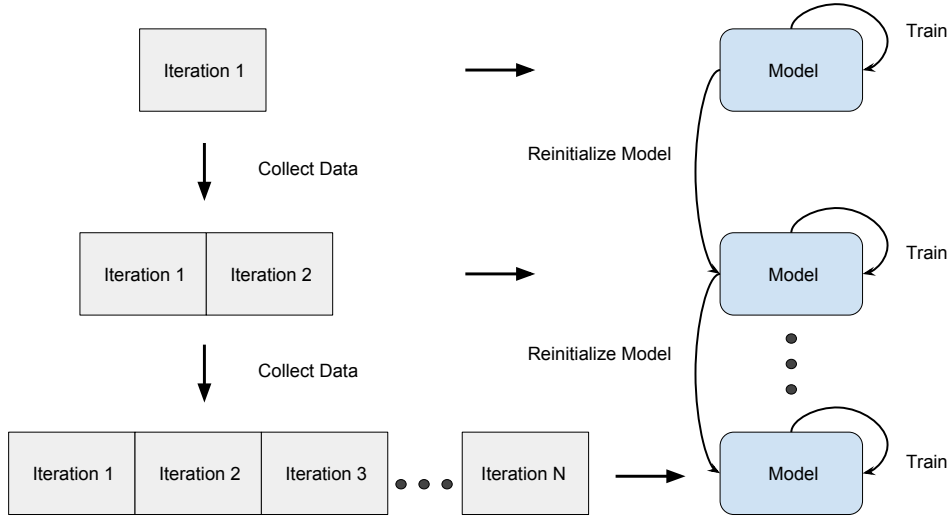 Iteration 1
Model
Train
Collect Data
Reinitialize Model
Iteration 1
Iteration 2
Model
Train
Collect Data
Reinitialize Model
Iteration 1
Iteration 2
Iteration 3
Iteration N
Model
Train